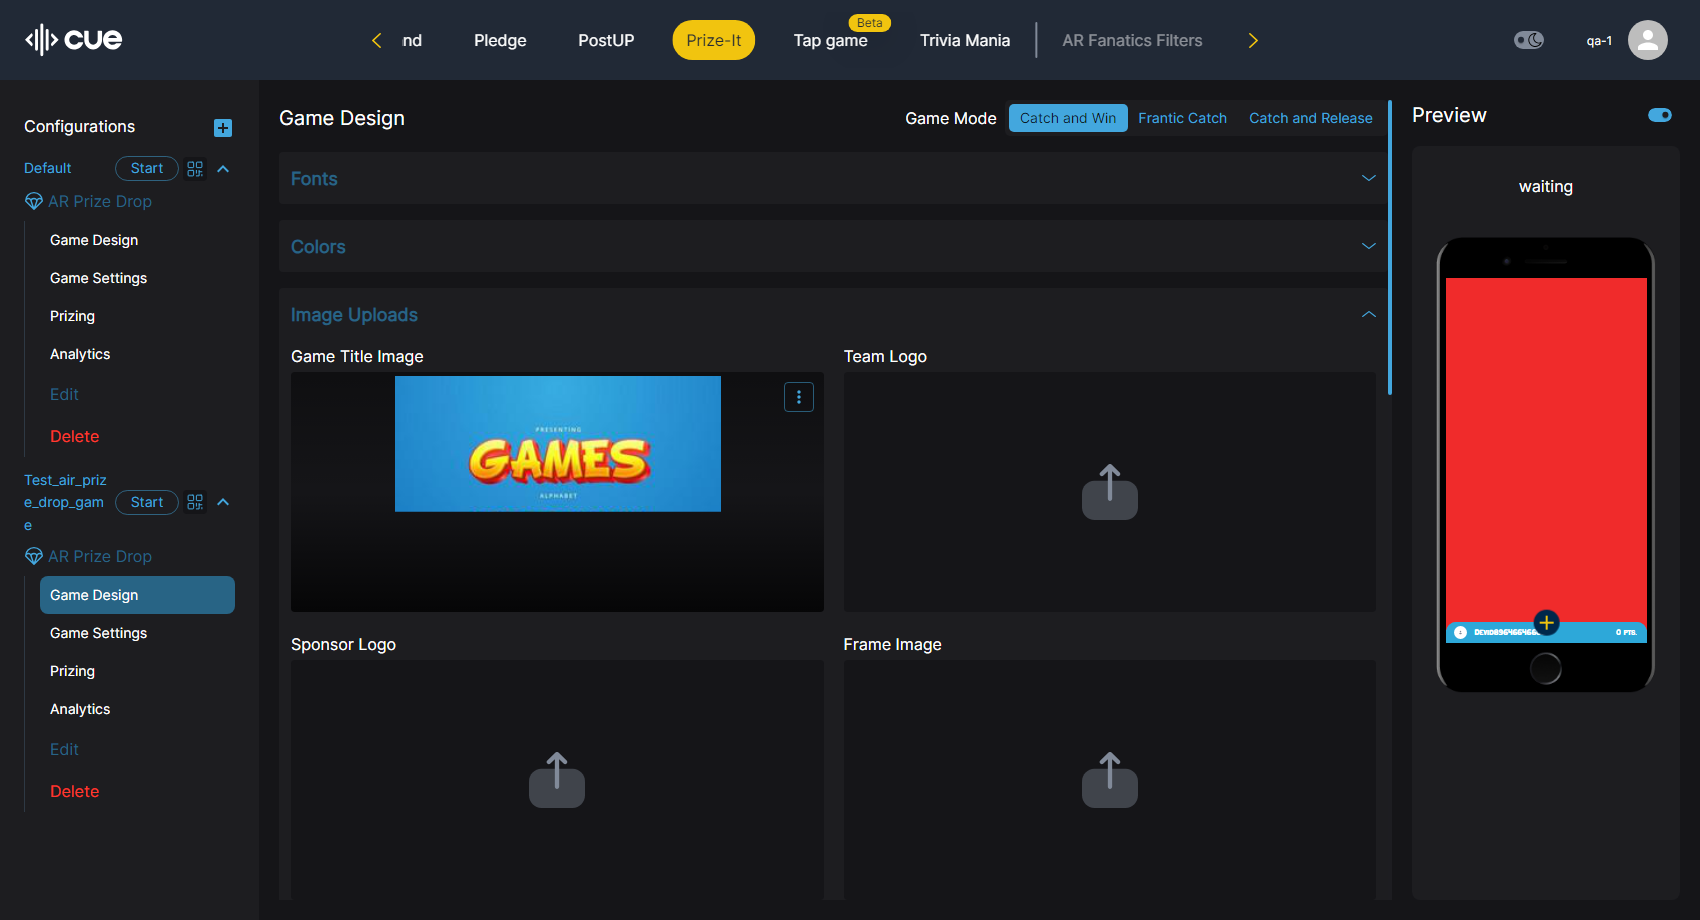 cue
nd
Pledge
PostUP
Prize-It
Beta
Tap game
Trivia Mania
AR Fanatics Filters
qa-1
Configurations
Default
Start
AR Prize Drop
Game Design
Game Settings
Prizing
Analytics
Edit
Delete
Test_air_priz
e_drop_gam
e
Start
AR Prize Drop
Game Design
Game Settings
Prizing
Analytics
Edit
Delete
Game Design
Game Mode
Catch and Win
Frantic Catch
Catch and Release
Fonts
Colors
Image Uploads
Game Title Image
PRESENTING
GAMES
ALPHABET
Team Logo
Sponsor Logo
Frame Image
Preview
waiting
0 PTS.